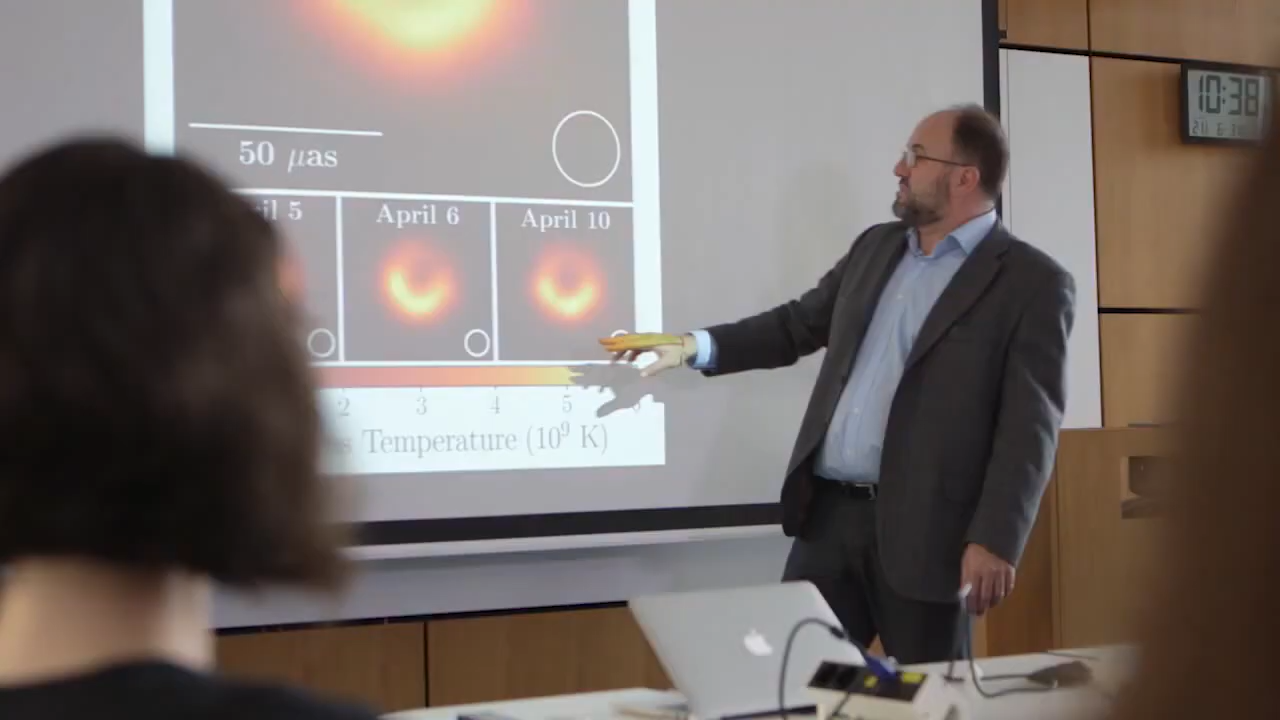 50 μas
April 6
April 10
10:38
2 3 4 5
Temperature (10⁹ K)